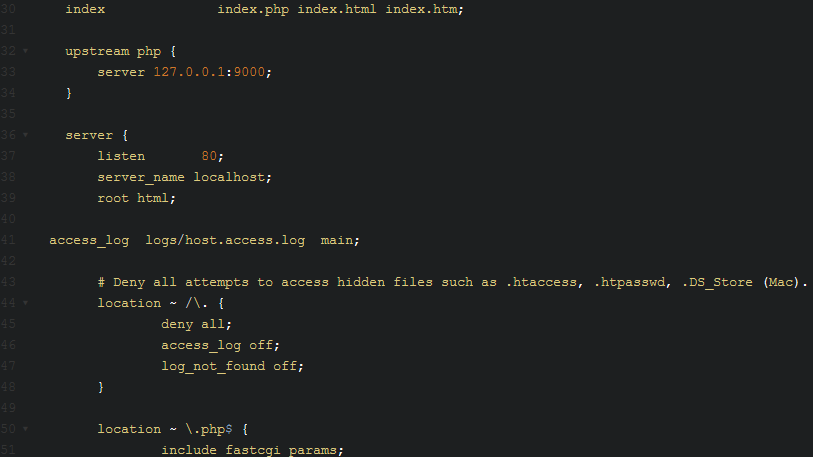 30 index index.php index.html index.htm;
31
32 upstream php {
33 server 127.0.0.1:9000;
34 }
35
36 server {
37 listen 80;
38 server_name localhost;
39 root html;
40
41 access_log logs/host.access.log main;
42
43 # Deny all attempts to access hidden files such as .htaccess, .htpasswd, .DS_Store (Mac).
44 location ~ /\. {
45 deny all;
46 access_log off;
47 log_not_found off;
48 }
49
50 location ~ \.php$ {
51 include fastcgi_params;